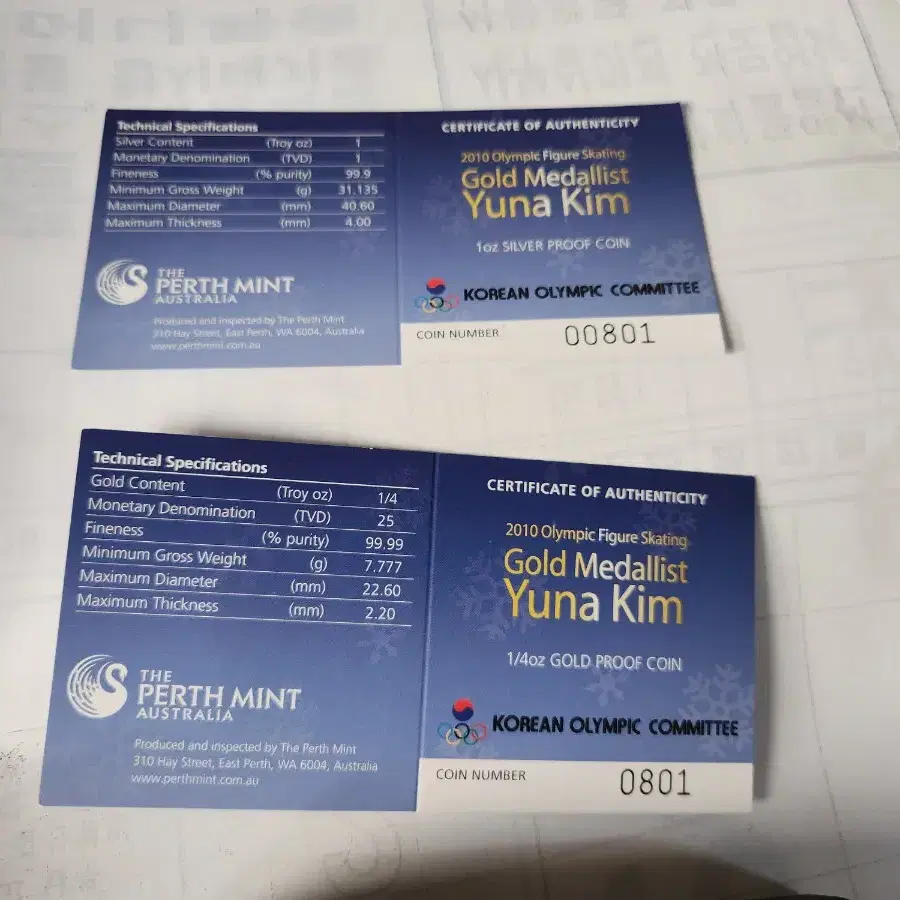 Technical Specifications
Silver Content (Troy oz) 1
Monetary Denomination (TVD) 1
Fineness (% purity) 99.9
Minimum Gross Weight (g) 31.135
Maximum Diameter (mm) 40.60
Maximum Thickness (mm) 4.00
THE
PERTH MINT
AUSTRALIA
Produced and inspected by The Perth Mint
310 Hay Street, East Perth, WA 6004, Australia
www.perthmint.com.au
CERTIFICATE OF AUTHENTICITY
2010 Olympic Figure Skating
Gold Medallist
Yuna Kim
1oz SILVER PROOF COIN
KOREAN OLYMPIC COMMITTEE
COIN NUMBER 00801
Technical Specifications
Gold Content (Troy oz) 1/4
Monetary Denomination (TVD) 25
Fineness (% purity) 99.99
Minimum Gross Weight (g) 7.777
Maximum Diameter (mm) 22.60
Maximum Thickness (mm) 2.20
THE
PERTH MINT
AUSTRALIA
Produced and inspected by The Perth Mint
310 Hay Street, East Perth, WA 6004, Australia
www.perthmint.com.au
CERTIFICATE OF AUTHENTICITY
2010 Olympic Figure Skating
Gold Medallist
Yuna Kim
1/4oz GOLD PROOF COIN
KOREAN OLYMPIC COMMITTEE
COIN NUMBER 0801